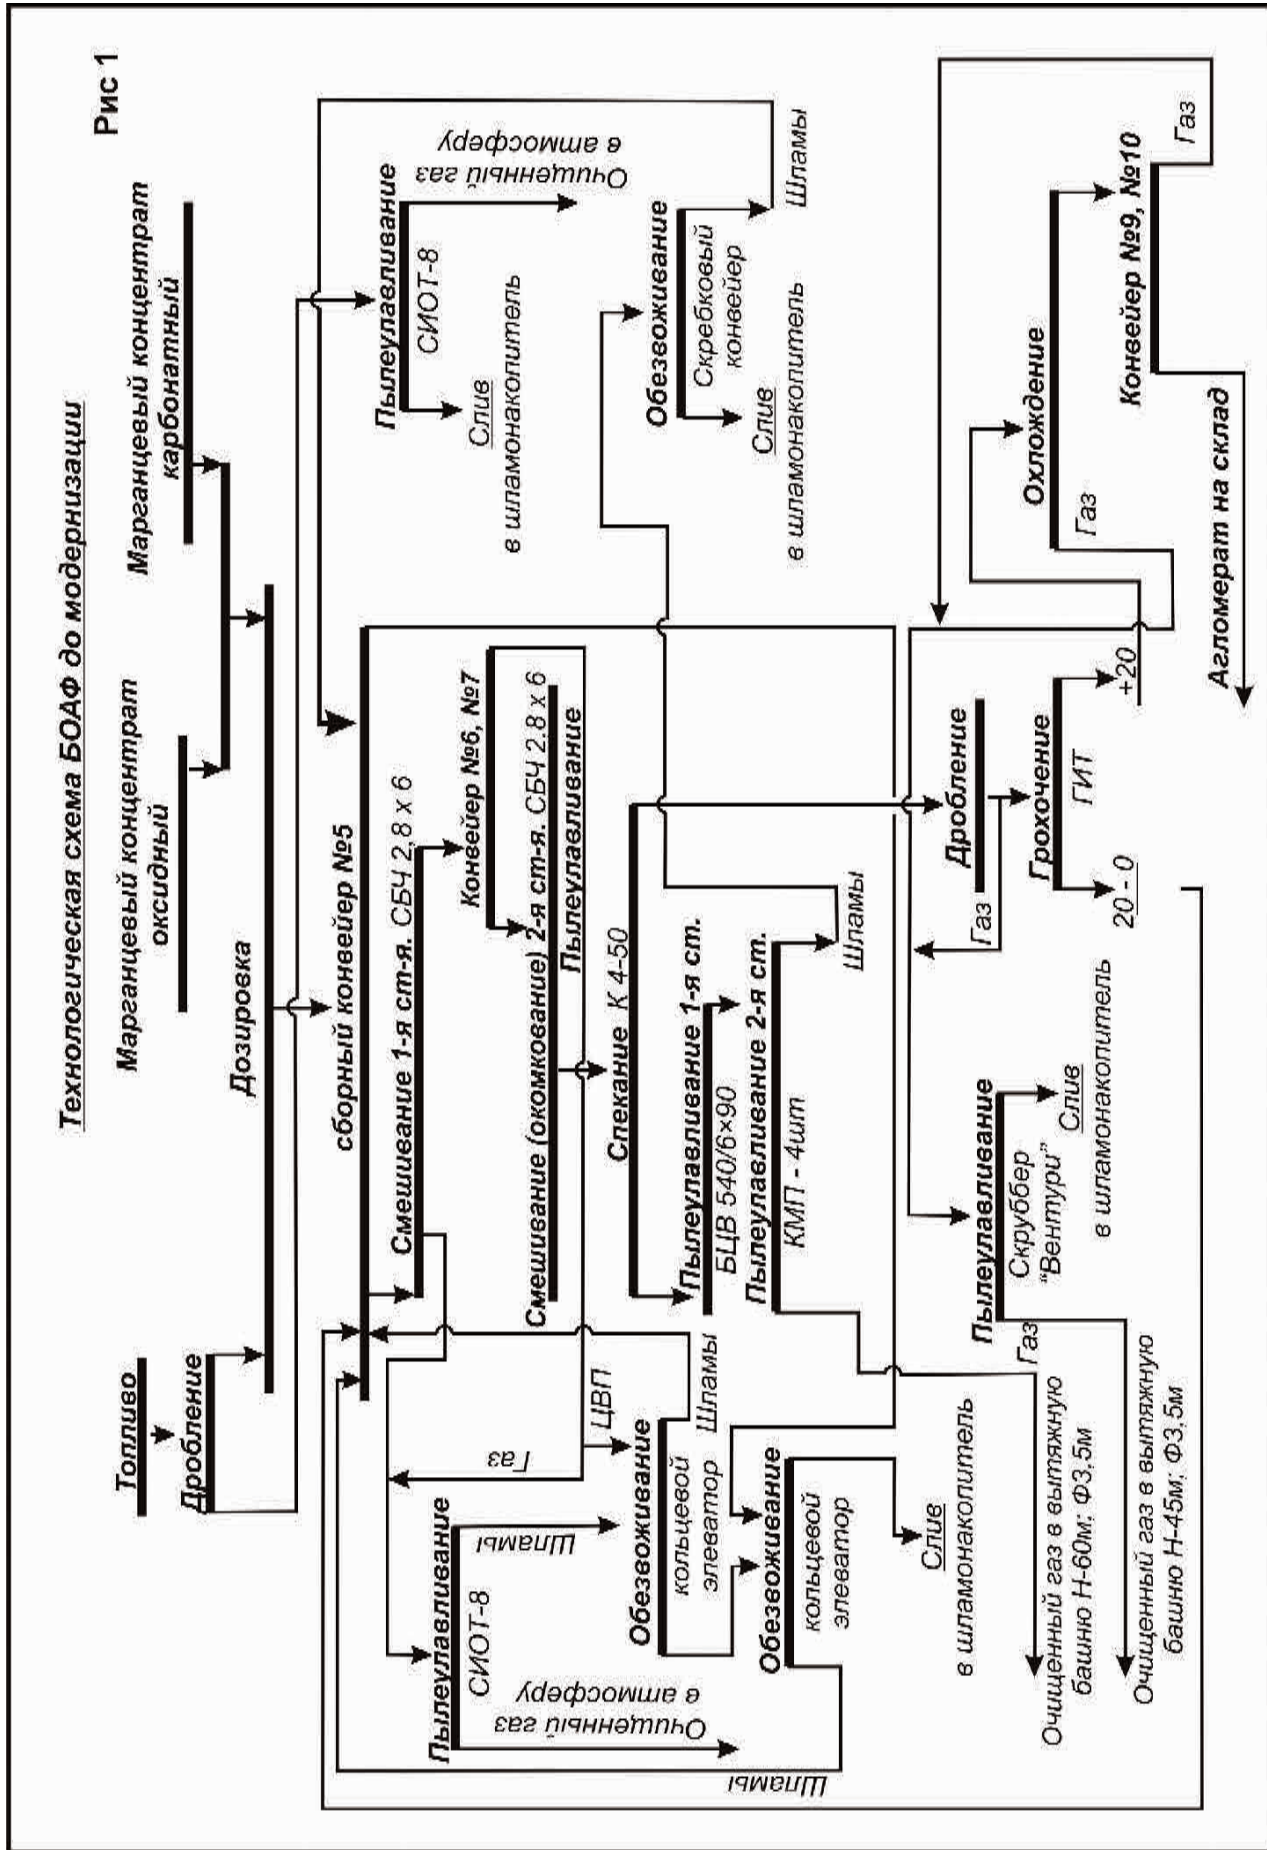 Рис 1
Технологическая схема БОАФ до модернизации
Топливо
Дробление
Марганцевый концентрат
оксидный
Марганцевый концентрат
карбонатный
Дозировка
сборный конвейер №5
Смешивание 1-я ст-я. СБЧ 2,8 х 6
Конвейер №6, №7
Смешивание (окомкование) 2-я ст-я. СБЧ 2,8 х 6
Пылеулавливание
Пылеулавливание
СИОТ-8
Слив
в шламонакопитель
Очищенный газ
в атмосферу
Обезвоживание
Скребковый
конвейер
Слив
в шламонакопитель
Шламы
Пылеулавливание
СИОТ-8
Шламы
Очищенный газ
в атмосферу
Газ
ЦВП
Обезвоживание
кольцевой
элеватор
Шламы
Обезвоживание
кольцевой
элеватор
Шламы
Слив
в шламонакопитель
Спекание К 4-50
Пылеулавливание 1-я ст.
БЦВ 540/6×90
Пылеулавливание 2-я ст.
КМП - 4шт
Шламы
Дробление
Газ
Грохочение
ГИТ
20 - 0
+20
Охлождение
Газ
Конвейер №9, №10
Газ
Агломерат на склад
Пылеулавливание
Скруббер
“Вентури”
Газ
Слив
в шламонакопитель
Очищенный газ в вытяжную
башню Н-60м; Ф3,5м
Очищенный газ в вытяжную
башню Н-45м; Ф3,5м